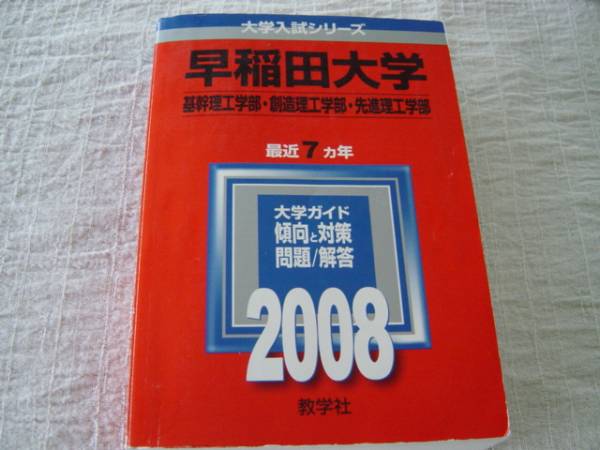 大学入試シリーズ
早稲田大学
基幹理工学部・創造理工学部・先進理工学部
最近7ヵ年
大学ガイド
傾向と対策
問題/解答
2008
教学社